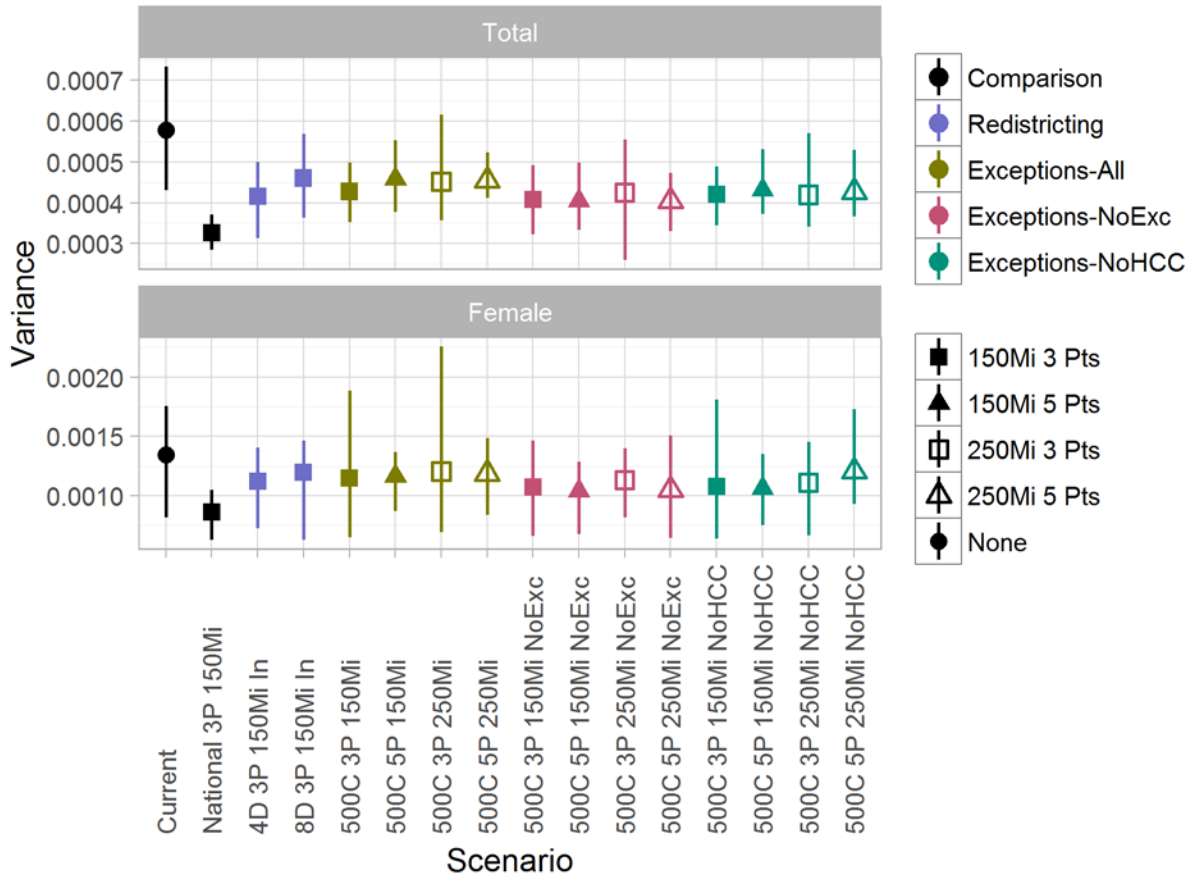 Total
0.0007
0.0006
0.0005
0.0004
0.0003
Female
0.0020
0.0015
0.0010
Variance
Current
National 3P 150Mi
4D 3P 150Mi In
8D 3P 150Mi In
500C 3P 150Mi
500C 5P 150Mi
500C 3P 250Mi
500C 5P 250Mi
500C 3P 150Mi NoExc
500C 5P 150Mi NoExc
500C 3P 250Mi NoExc
500C 5P 250Mi NoExc
500C 3P 150Mi NoHCC
500C 5P 150Mi NoHCC
500C 3P 250Mi NoHCC
500C 5P 250Mi NoHCC
Scenario
Comparison
Redistricting
Exceptions-All
Exceptions-NoExc
Exceptions-NoHCC
150Mi 3 Pts
150Mi 5 Pts
250Mi 3 Pts
250Mi 5 Pts
None